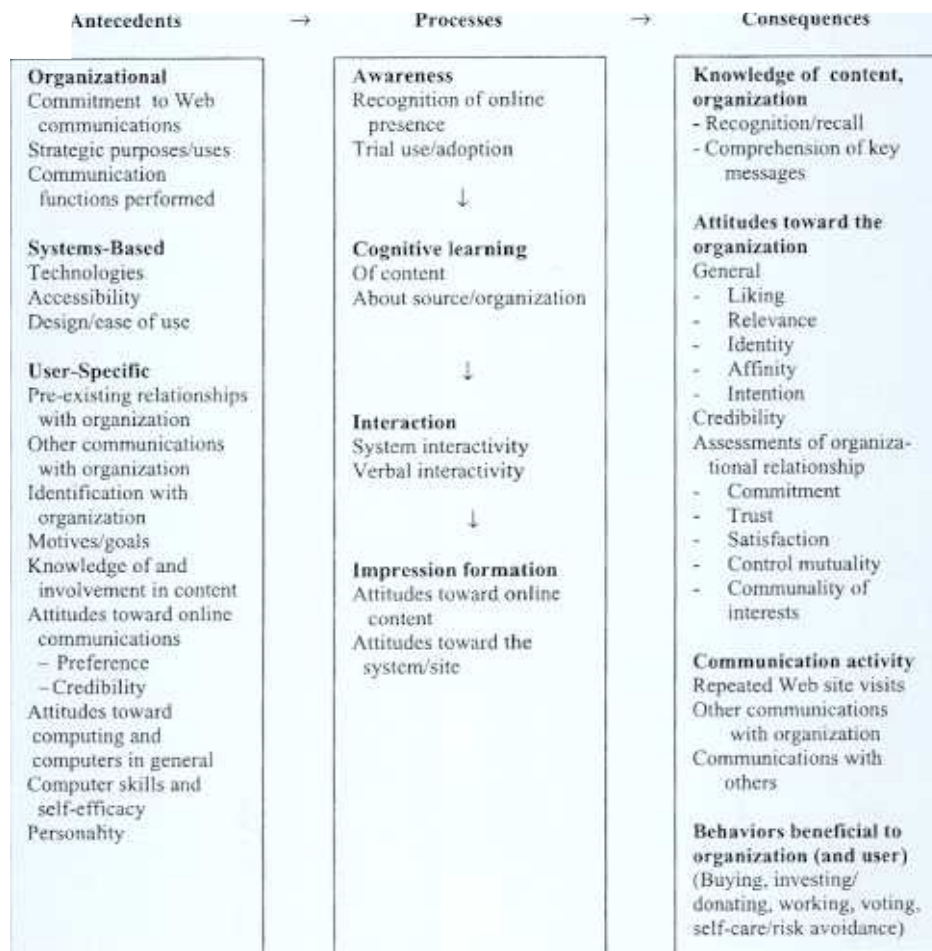 Antecedents → Processes → Consequences
Organizational
Commitment to Web
communications
Strategic purposes/uses
Communication
functions performed
Systems-Based
Technologies
Accessibility
Design/ease of use
User-Specific
Pre-existing relationships
with organization
Other communications
with organization
Identification with
organization
Motives/goals
Knowledge of and
involvement in content
Attitudes toward online
communications
– Preference
– Credibility
Attitudes toward
computing and
computers in general
Computer skills and
self-efficacy
Personality
Awareness
Recognition of online
presence
Trial use/adoption
↓
Cognitive learning
Of content
About source/organization
↓
Interaction
System interactivity
Verbal interactivity
↓
Impression formation
Attitudes toward online
content
Attitudes toward the
system/site
Knowledge of content,
organization
- Recognition/recall
- Comprehension of key
messages
Attitudes toward the
organization
General
- Liking
- Relevance
- Identity
- Affinity
- Intention
Credibility
Assessments of organiza-
tional relationship
- Commitment
- Trust
- Satisfaction
- Control mutuality
- Communality of
interests
Communication activity
Repeated Web site visits
Other communications
with organization
Communications with
others
Behaviors beneficial to
organization (and user)
(Buying, investing/
donating, working, voting,
self-care/risk avoidance)